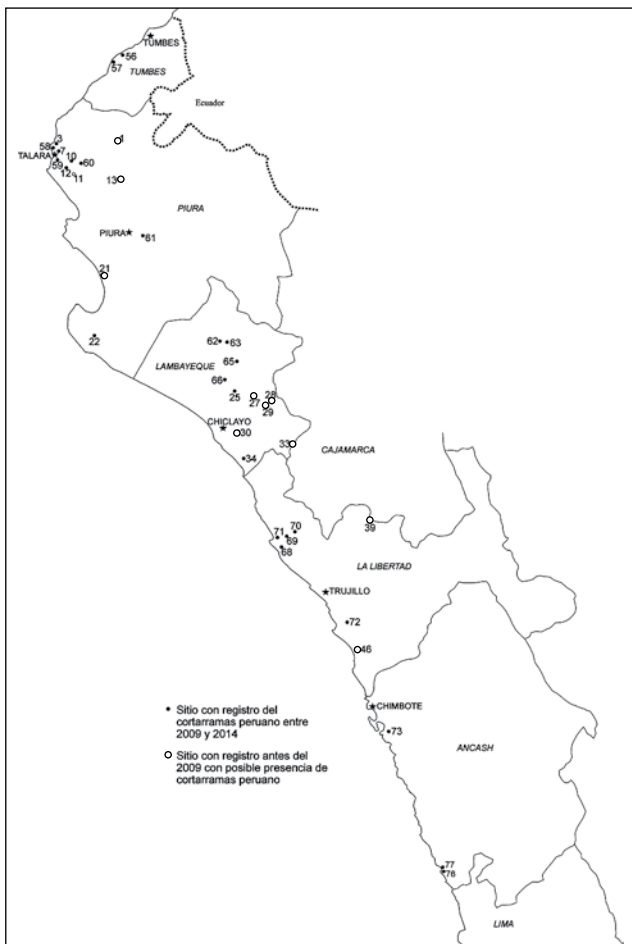 TUMBES
56
57
TUMBES
Ecuador
3
1
58
7
TALARA
10
60
59
12
11
13
PIURA
PIURA
61
21
22
62
63
65
LAMBAYEQUE
66
25
27
28
29
CHICLAYO
30
33
CAJAMARCA
34
39
70
71
69
68
LA LIBERTAD
TRUJILLO
72
46
CHIMBOTE
73
ANCASH
Sitio con registro del
cortarramas peruano entre
2009 y 2014
Sitio con registro antes del
2009 con posible presencia de
cortarramas peruano
77
76
LIMA